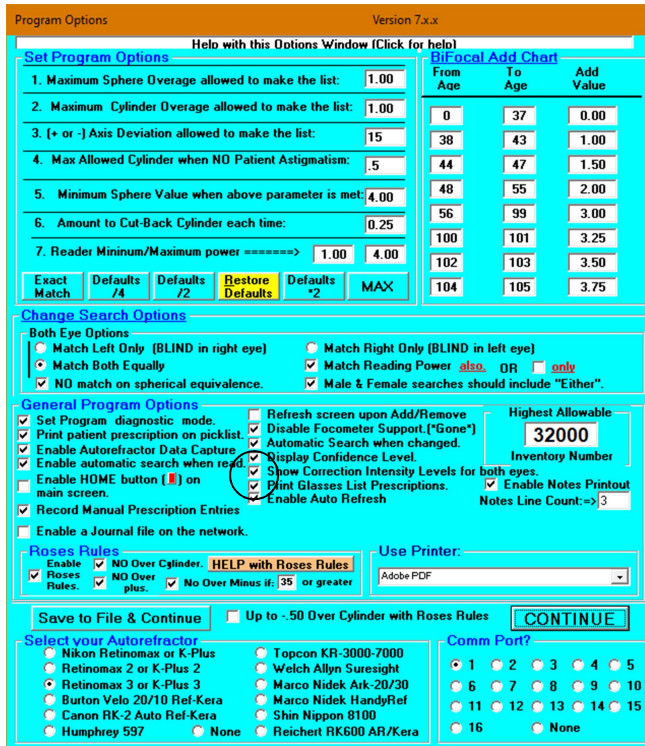 Program Options Version 7.x.x
Help with this Options Window (Click for help)
Set Program Options
1. Maximum Sphere Overage allowed to make the list: 1.00
2. Maximum Cylinder Overage allowed to make the list: 1.00
3. (+ or -) Axis Deviation allowed to make the list: 15
4. Max Allowed Cylinder when NO Patient Astigmatism: .5
5. Minimum Sphere Value when above parameter is met: 4.00
6. Amount to Cut-Back Cylinder each time: 0.25
7. Reader Mininum/Maximum power =======> 1.00 4.00
Exact Match
Defaults /4
Defaults /2
Restore Defaults
Defaults *2
MAX
BiFocal Add Chart
From Age To Age Add Value
0 37 0.00
38 43 1.00
44 47 1.50
48 55 2.00
56 99 3.00
100 101 3.25
102 103 3.50
104 105 3.75
Change Search Options
Both Eye Options
Match Left Only (BLIND in right eye) Match Right Only (BLIND in left eye)
Match Both Equally Match Reading Power also. OR only
NO match on spherical equivalence. Male & Female searches should include "Either".
General Program Options
Set Program diagnostic mode.
Print patient prescription on picklist.
Enable Autorefractor Data Capture
Enable automatic search when read.
Enable HOME button ( ) on
main screen.
Record Manual Prescription Entries
Enable a Journal file on the network.
Refresh screen upon Add/Remove
Disable Focometer Support.(*Gone*)
Automatic Search when changed.
Display Confidence Level.
Show Correction Intensity Levels for both eyes.
Print Glasses List Prescriptions.
Enable Auto Refresh
Highest Allowable
32000
Inventory Number
Enable Notes Printout
Notes Line Count:=> 3
Roses Rules
Enable Roses Rules.
NO Over Cylinder. HELP with Roses Rules
NO Over plus.
No Over Minus if: 35 or greater
Use Printer:
Adobe PDF
Save to File & Continue Up to -.50 Over Cylinder with Roses Rules CONTINUE
Select your Autorefractor
Nikon Retinomax or K-Plus Topcon KR-3000-7000
Retinomax 2 or K-Plus 2 Welch Allyn Suresight
Retinomax 3 or K-Plus 3 Marco Nidek Ark-20/30
Burton Velo 20/10 Ref-Kera Marco Nidek HandyRef
Canon RK-2 Auto Ref-Kera Shin Nippon 8100
Humphrey 597 None Reichert RK600 AR/Kera
Comm Port?
1 2 3 4 5
6 7 8 9 10
11 12 13 14 15
16 None